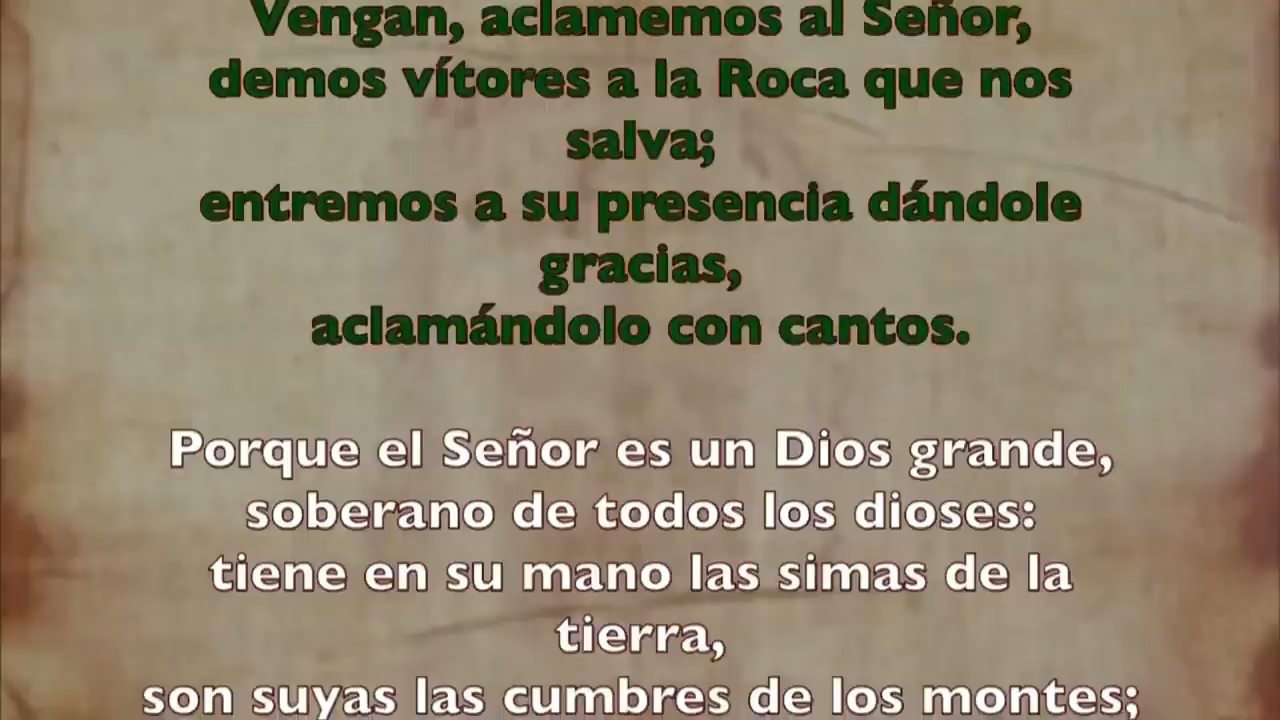 Vengan, aclamemos al Señor,
demos vítores a la Roca que nos
salva;
entremos a su presencia dándole
gracias,
aclamándolo con cantos.
Porque el Señor es un Dios grande,
soberano de todos los dioses:
tiene en su mano las simas de la
tierra,
son suyas las cumbres de los montes;